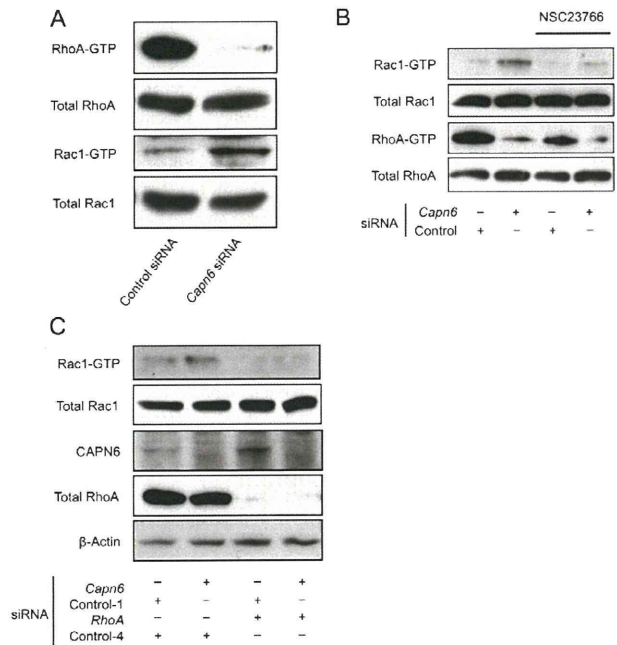 A
RhoA-GTP
Total RhoA
Rac1-GTP
Total Rac1
Control siRNA
Capn6 siRNA
B
NSC23766
Rac1-GTP
Total Rac1
RhoA-GTP
Total RhoA
siRNA
Capn6 − + − +
Control + − + −
C
Rac1-GTP
Total Rac1
CAPN6
Total RhoA
β-Actin
siRNA
Capn6 − + − +
Control-1 + − + −
RhoA − − + +
Control-4 + + − −